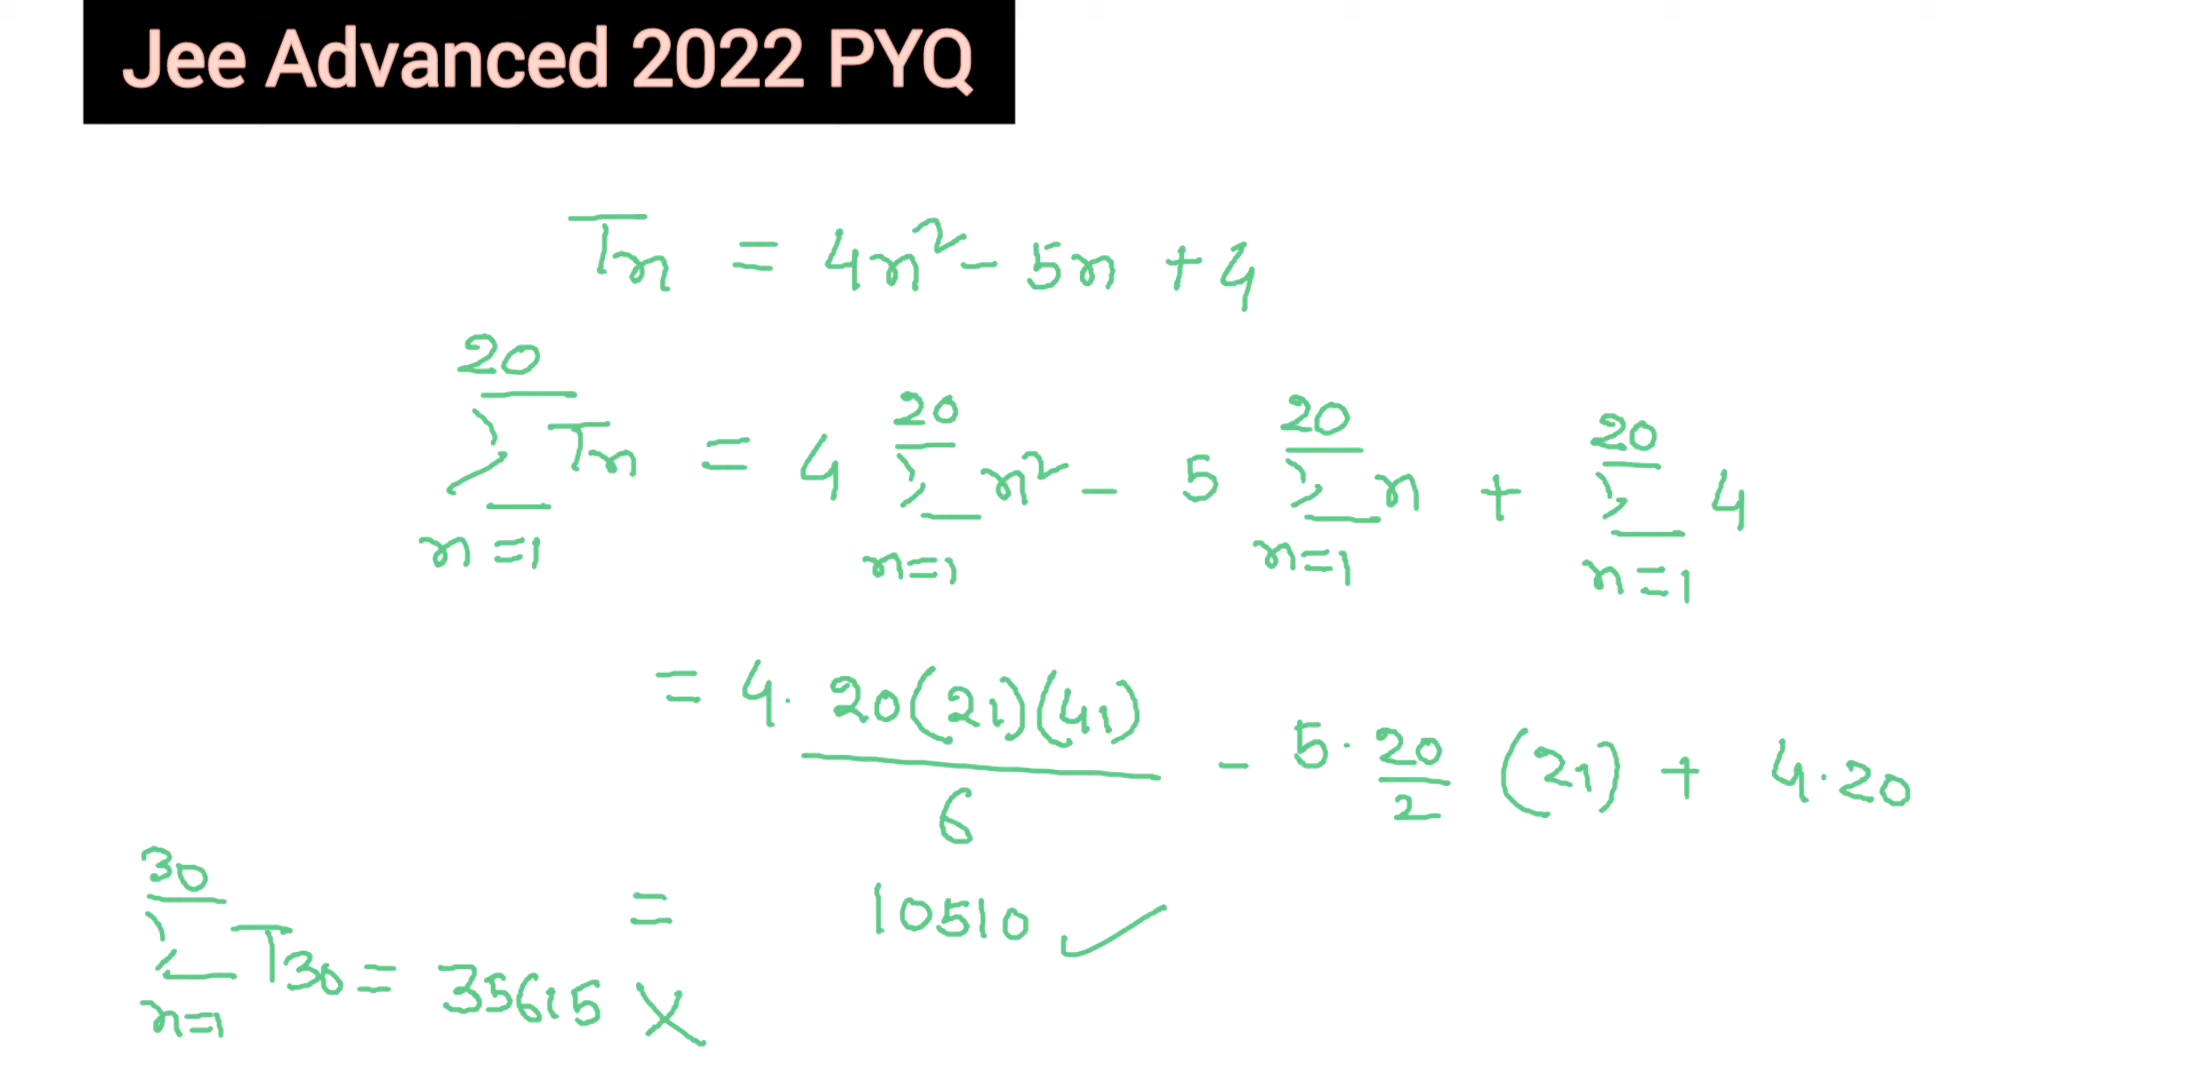 Jee Advanced 2022 PYQ
Tn = 4n² - 5n + 4
20
∑ Tn = 4 ∑ n² - 5 ∑ n + ∑ 4
n=1
20
n=1
20
n=1
20
n=1
= 4. 20(21)(41) / 6 - 5. 20/2 (21) + 4.20
= 10510 ✓
30
∑ T30 = 35615 X
n=1